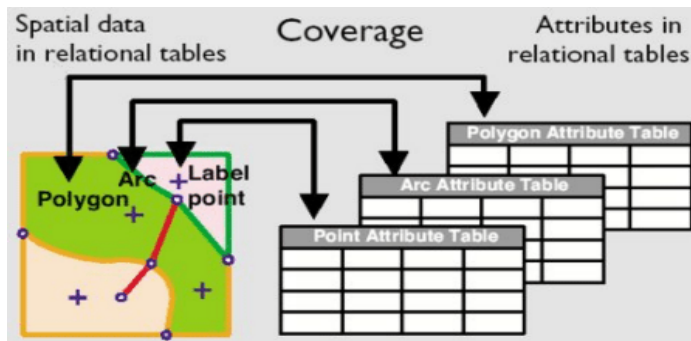 Spatial data
in relational tables
Coverage
Attributes in
relational tables
Polygon
Arc
Label
point
Polygon Attribute Table
Arc Attribute Table
Point Attribute Table